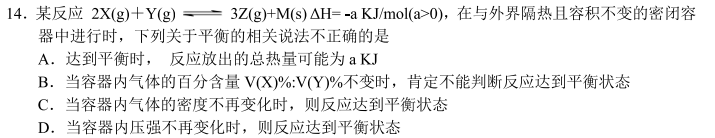 14．某反应 2X(g)＋Y(g) ⇌ 3Z(g)+M(s) ΔH= -a KJ/mol(a>0)，在与外界隔热且容积不变的密闭容
器中进行时，下列关于平衡的相关说法不正确的是
A．达到平衡时， 反应放出的总热量可能为 a KJ
B．当容器内气体的百分含量 V(X)%:V(Y)%不变时，肯定不能判断反应达到平衡状态
C．当容器内气体的密度不再变化时，则反应达到平衡状态
D．当容器内压强不再变化时，则反应达到平衡状态